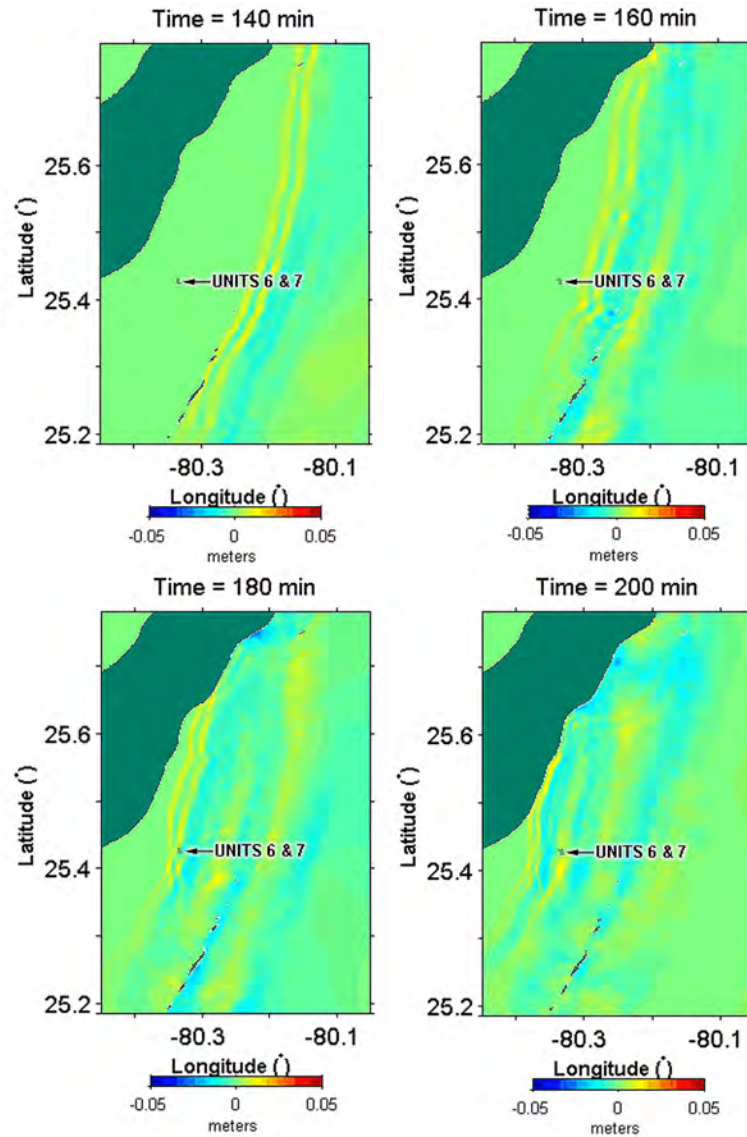 Time = 140 min
Latitude (°)
25.6
25.4
25.2
UNITS 6 & 7
-80.3 -80.1
Longitude (°)
-0.05 0 0.05
meters
Time = 160 min
Latitude (°)
25.6
25.4
25.2
UNITS 6 & 7
-80.3 -80.1
Longitude (°)
-0.05 0 0.05
meters
Time = 180 min
Latitude (°)
25.6
25.4
25.2
UNITS 6 & 7
-80.3 -80.1
Longitude (°)
-0.05 0 0.05
meters
Time = 200 min
Latitude (°)
25.6
25.4
25.2
UNITS 6 & 7
-80.3 -80.1
Longitude (°)
-0.05 0 0.05
meters